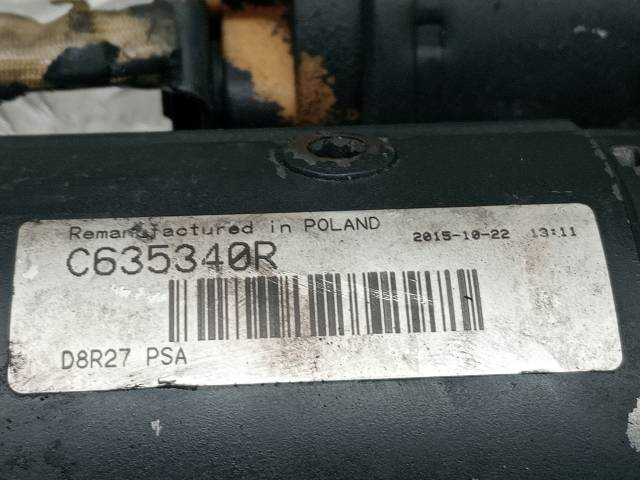 Remanufactured in POLAND 2015-10-22 13:11
C635340R
D8R27 PSA